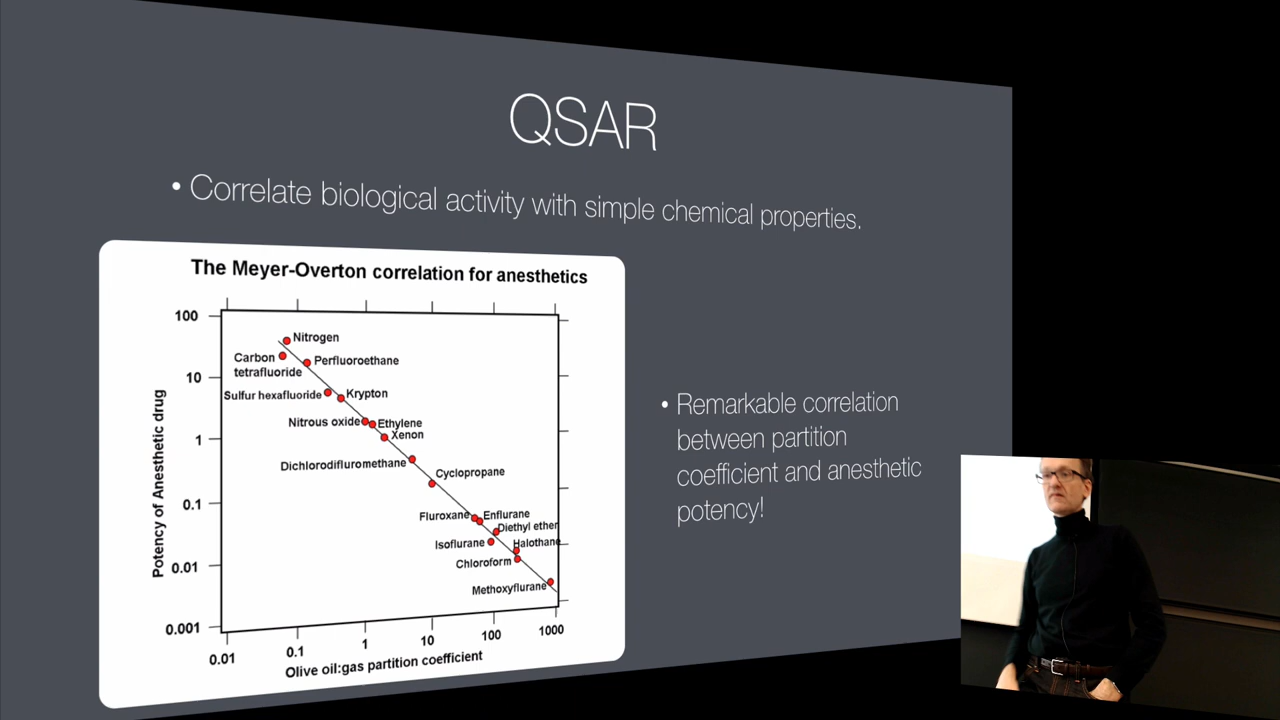 QSAR
• Correlate biological activity with simple chemical properties.
The Meyer-Overton correlation for anesthetics
Potency of Anesthetic drug
100
10
1
0.1
0.01
0.001
Nitrogen
Carbon
tetrafluoride
Perfluoroethane
Sulfur hexafluoride
Krypton
Nitrous oxide
Ethylene
Xenon
Dichlorodifluromethane
Cyclopropane
Fluroxane
Enflurane
Diethyl ether
Isoflurane
Halothane
Chloroform
Methoxyflurane
0.01
0.1
1
10
100
1000
Olive oil:gas partition coefficient
• Remarkable correlation
between partition
coefficient and anesthetic
potency!